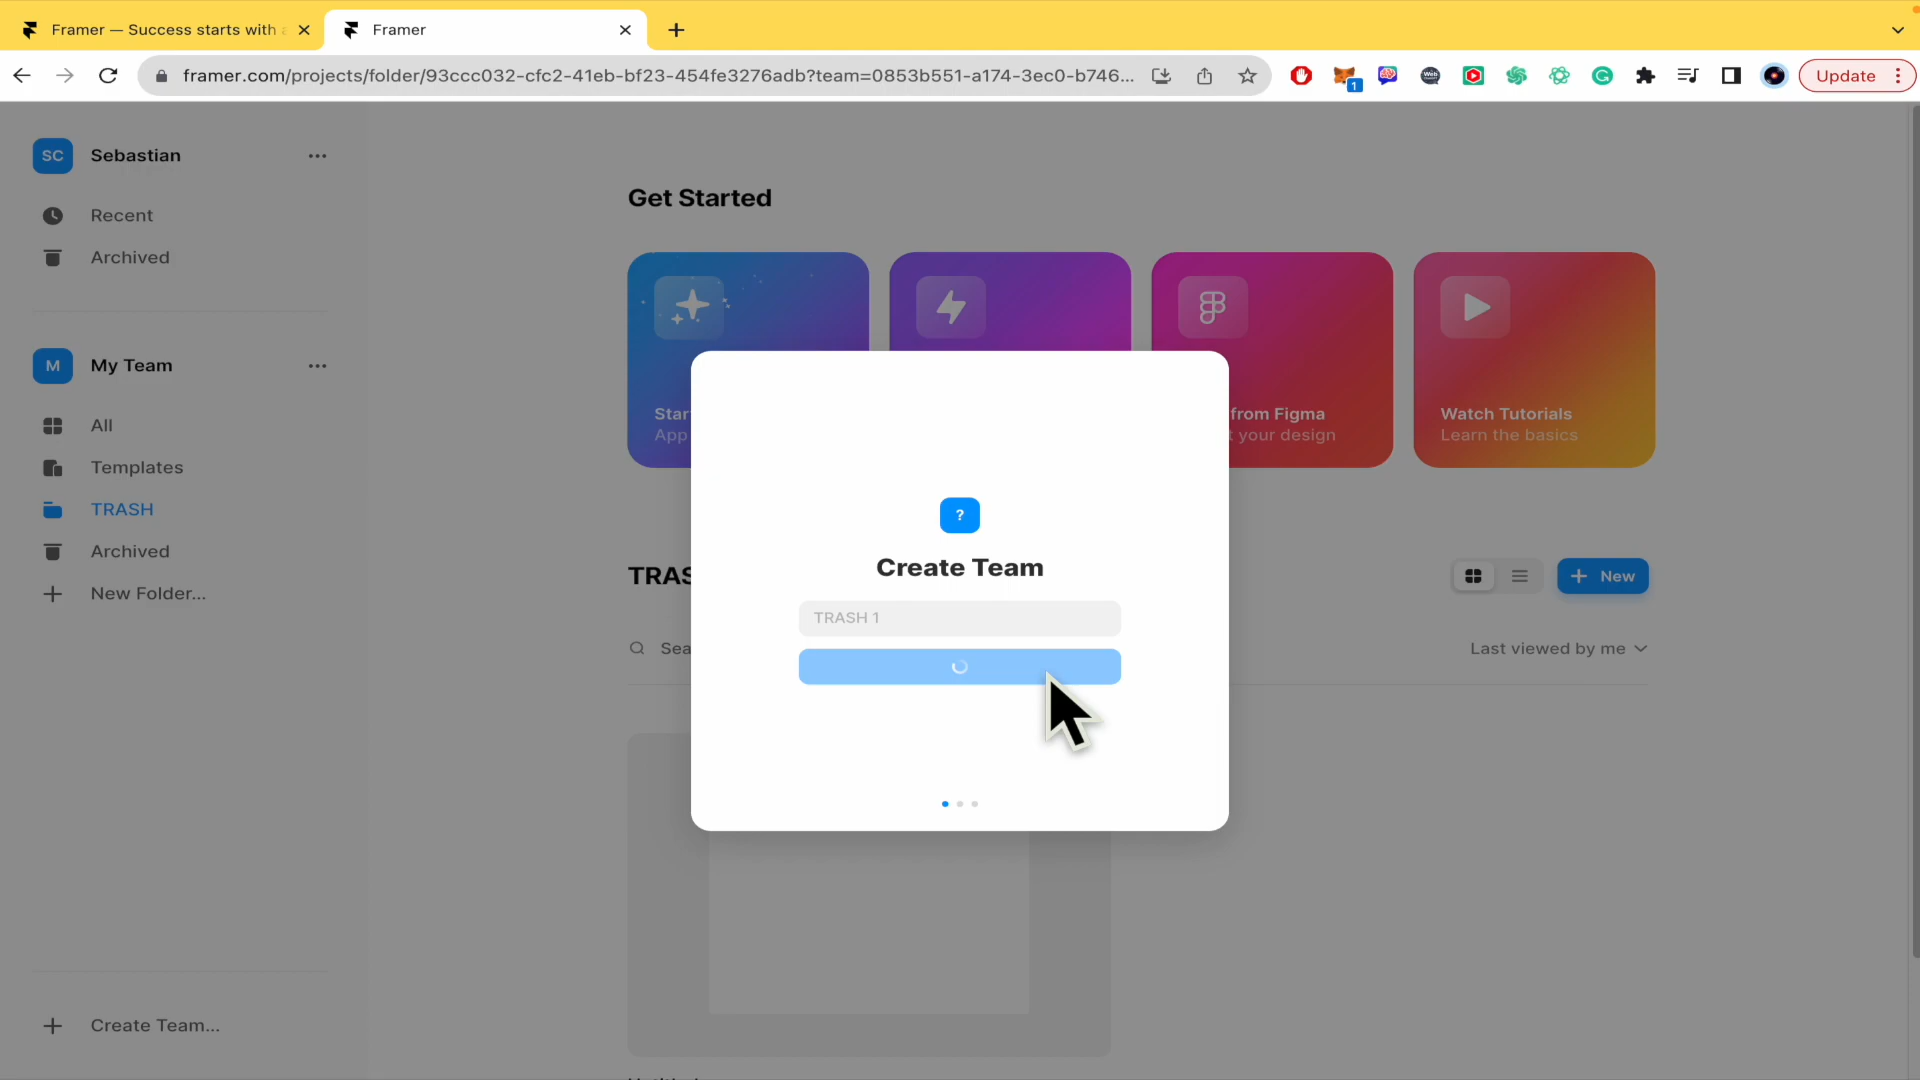 Framer — Success starts with a
Framer
framer.com/projects/folder/93ccc032-cfc2-41eb-bf23-454fe3276adb?team=0853b551-a174-3ec0-b746...
1
Update
SC Sebastian
Recent
Archived
M My Team
All
Templates
TRASH
Archived
New Folder...
Create Team...
Get Started
Star
App
from Figma
your design
Watch Tutorials
Learn the basics
TRAS
New
Sea
Last viewed by me
?
Create Team
TRASH 1